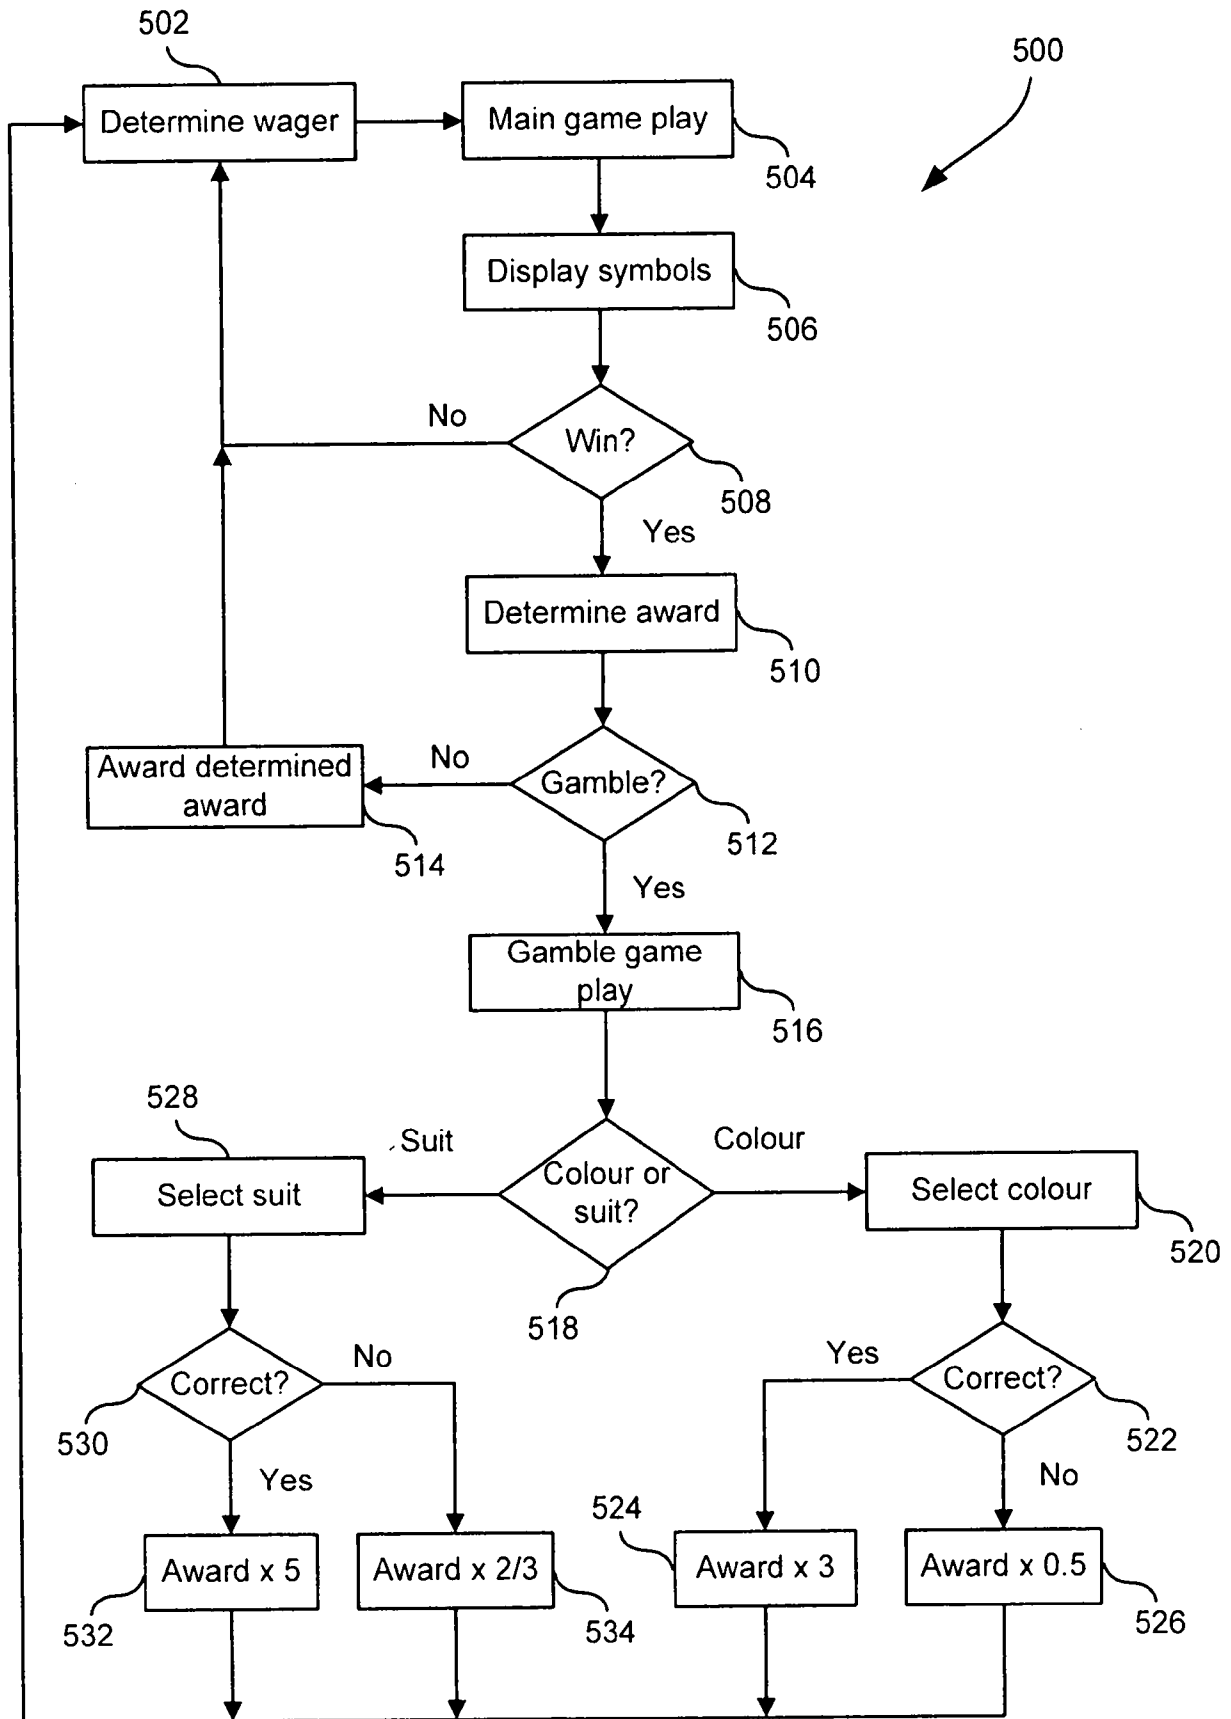 502
500
Determine wager
Main game play
504
Display symbols
506
No
Win?
508
Yes
Determine award
510
Award determined
award
No
Gamble?
514
512
Yes
Gamble game
play
516
528
Suit
Colour
Select suit
Colour or
suit?
Select colour
520
518
No
Yes
Correct?
Correct?
530
522
Yes
No
524
Award x 5
Award x 2/3
Award x 3
Award x 0.5
532
534
526